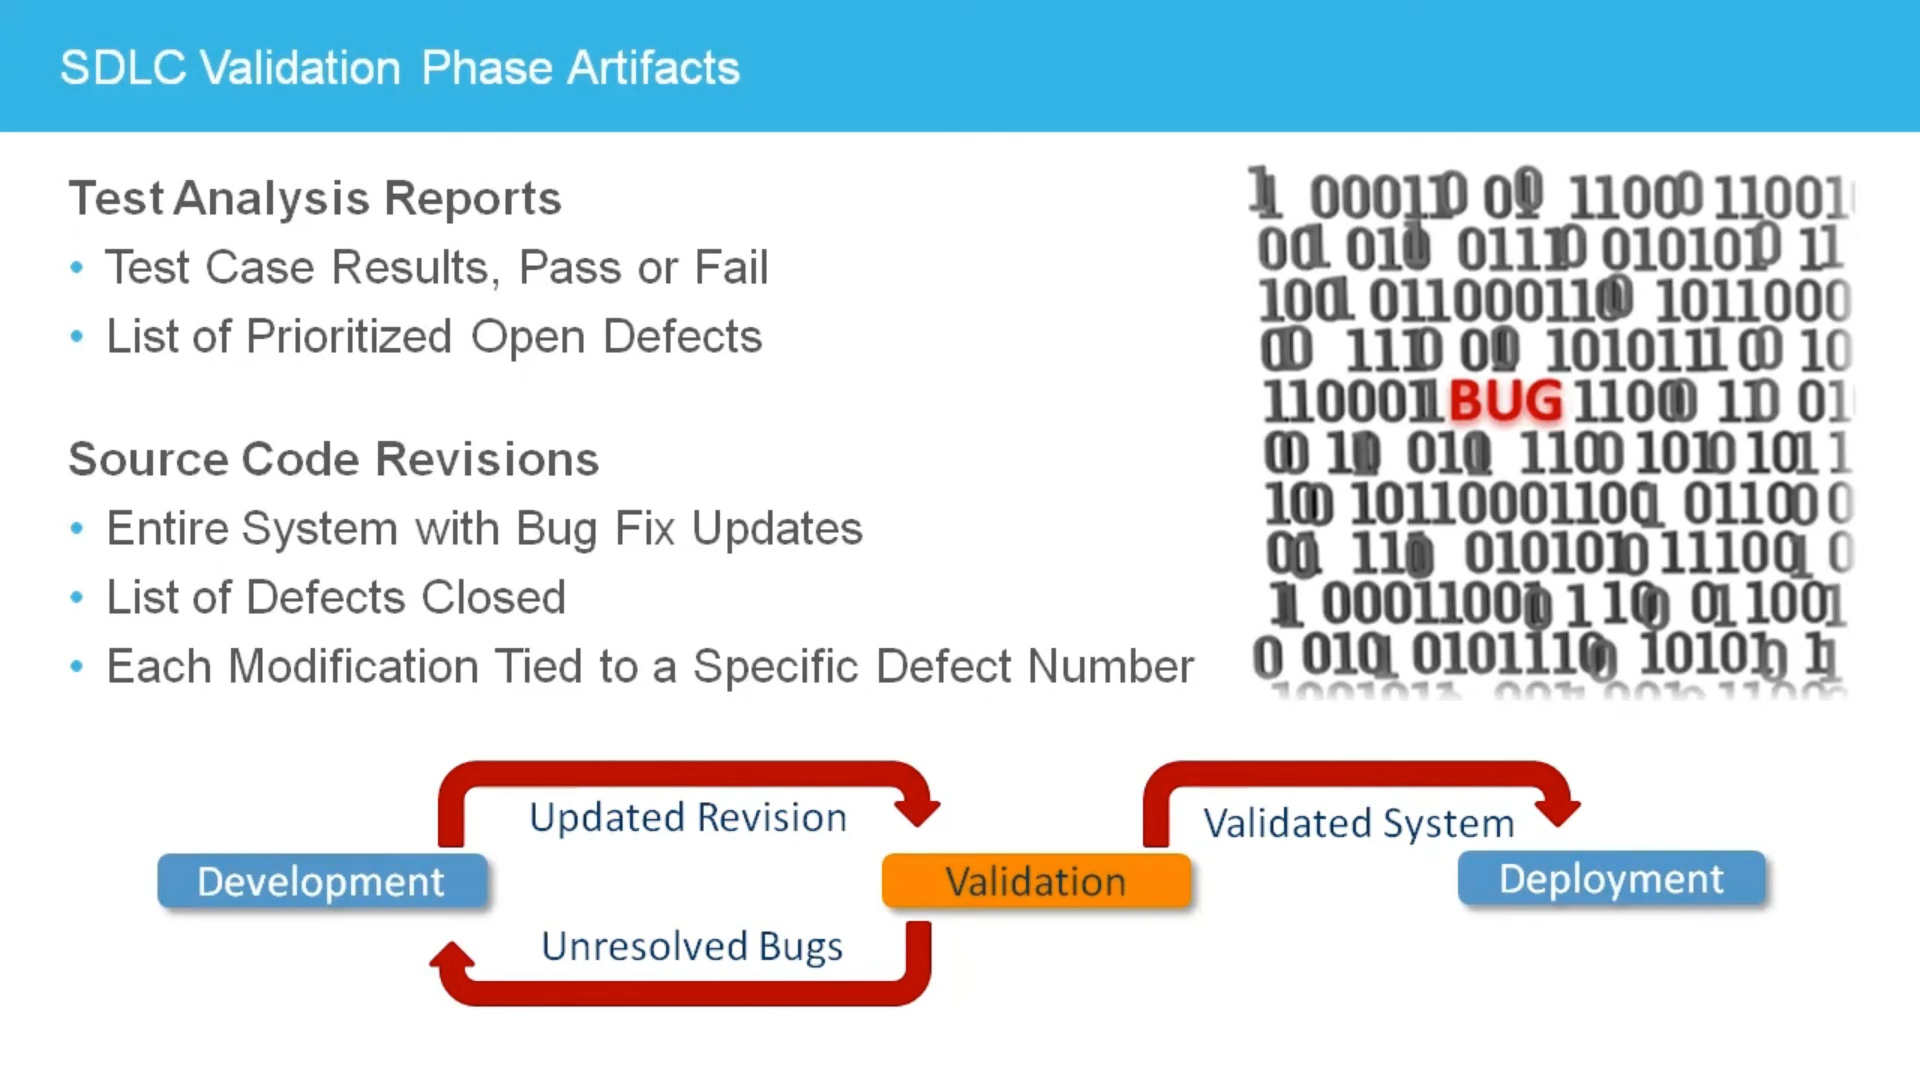 SDLC Validation Phase Artifacts
Test Analysis Reports
• Test Case Results, Pass or Fail
• List of Prioritized Open Defects
Source Code Revisions
• Entire System with Bug Fix Updates
• List of Defects Closed
• Each Modification Tied to a Specific Defect Number
BUG
Updated Revision
Validated System
Development
Validation
Deployment
Unresolved Bugs